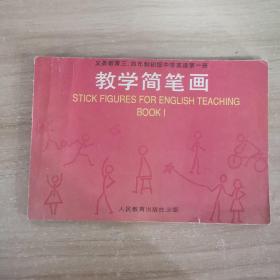 义务教育三、四年制初级中学英语第一册
教学简笔画
STICK FIGURES FOR ENGLISH TEACHING
BOOK I
人民教育出版社出版